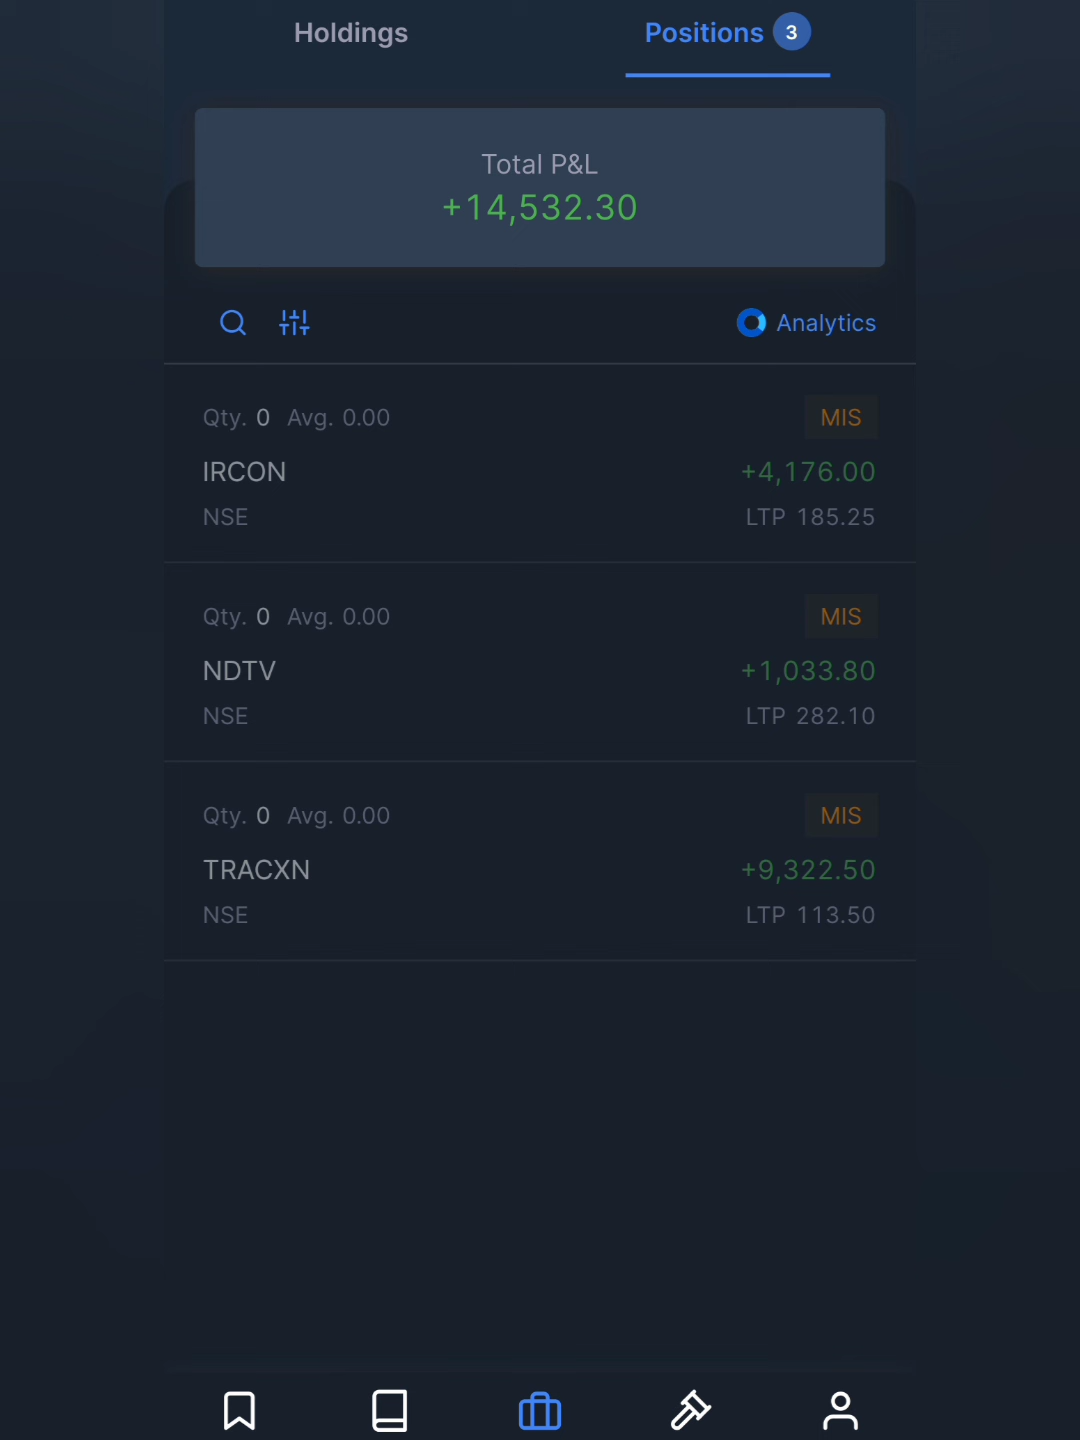 Holdings
Positions 3
Total P&L
+14,532.30
Analytics
Qty. 0 Avg. 0.00 MIS
IRCON +4,176.00
NSE LTP 185.25
Qty. 0 Avg. 0.00 MIS
NDTV +1,033.80
NSE LTP 282.10
Qty. 0 Avg. 0.00 MIS
TRACXN +9,322.50
NSE LTP 113.50